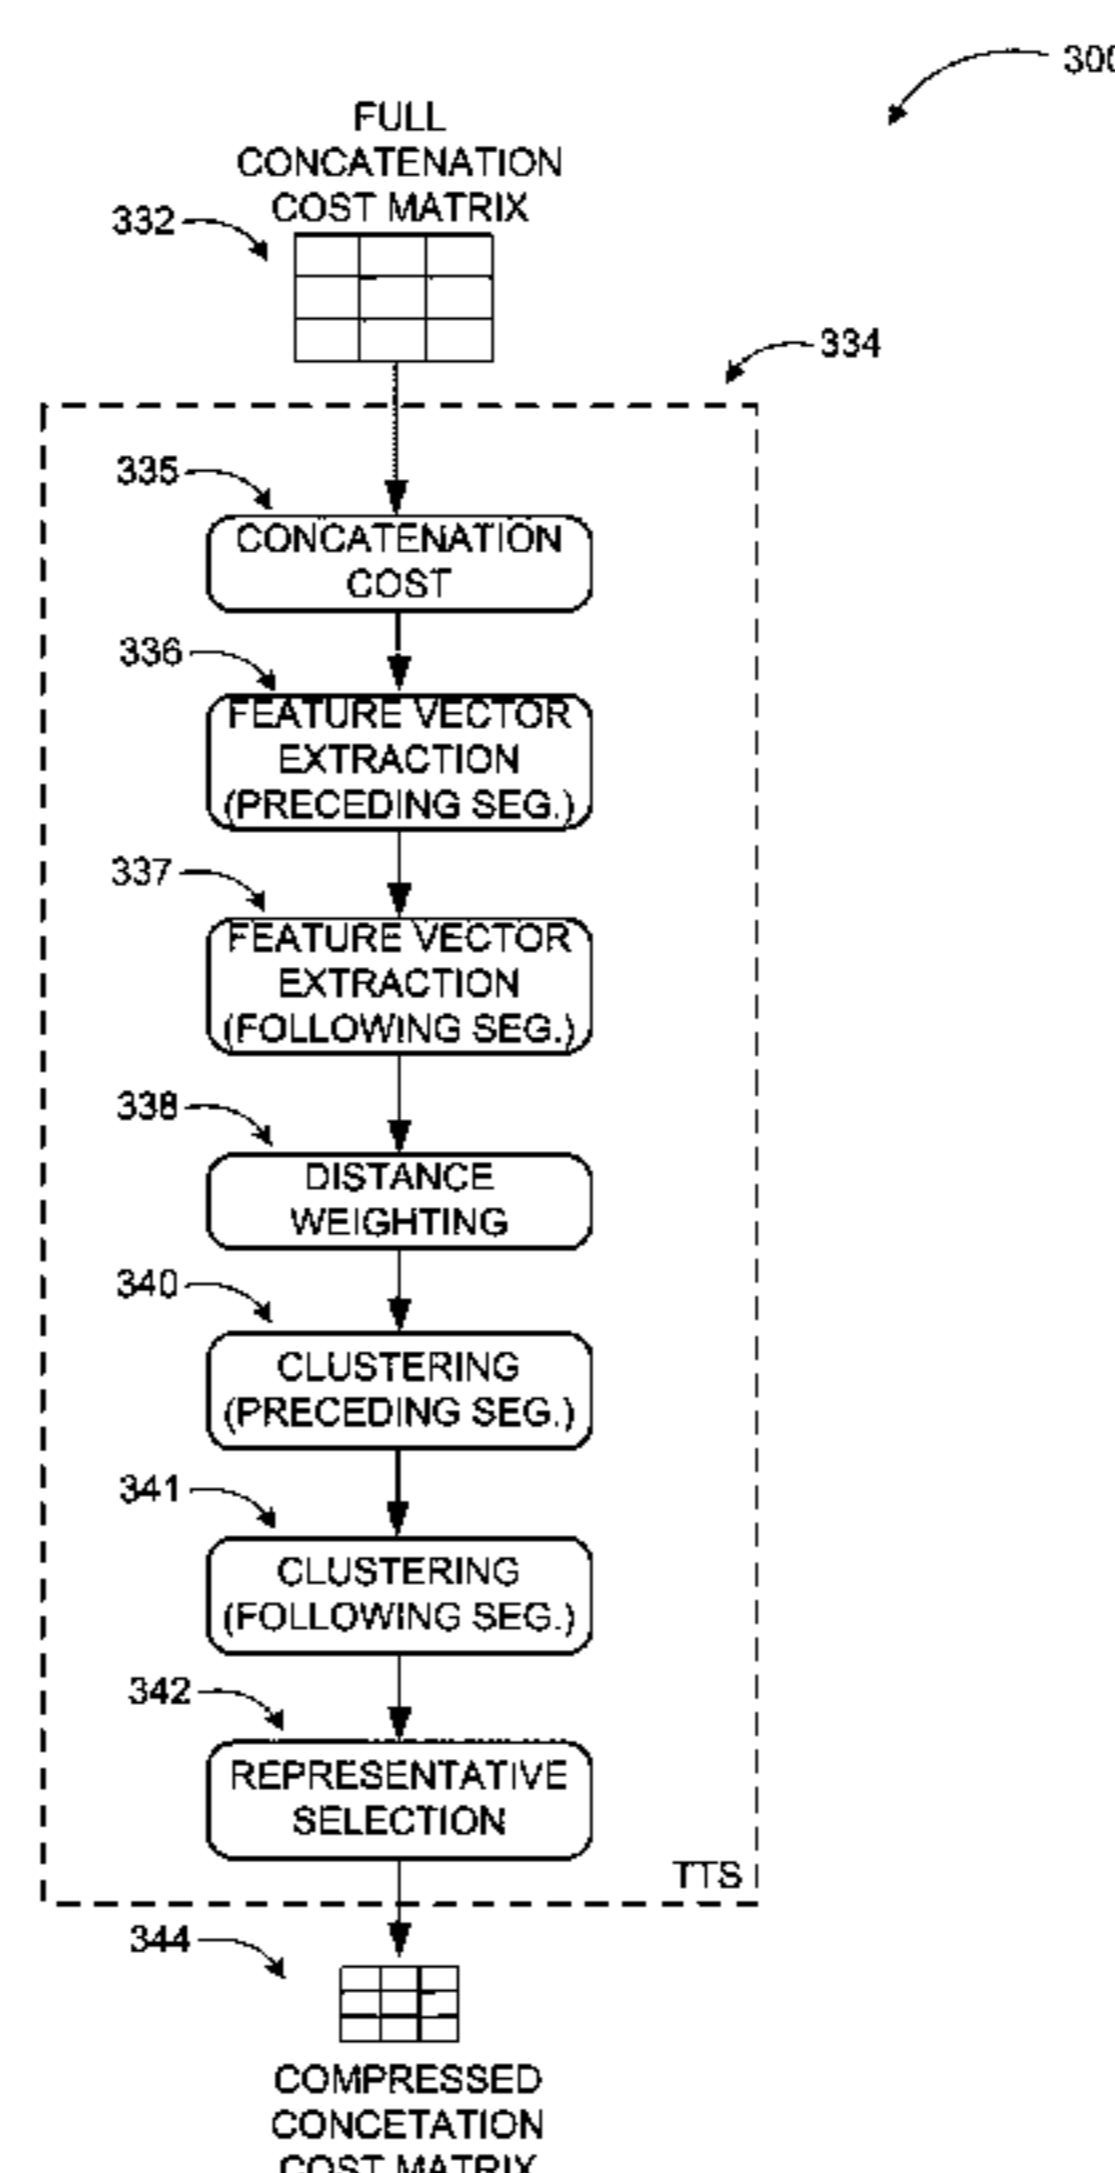 300
FULL
CONCATENATION
COST MATRIX
332
334
335
CONCATENATION
COST
336
FEATURE VECTOR
EXTRACTION
(PRECEDING SEG.)
337
FEATURE VECTOR
EXTRACTION
(FOLLOWING SEG.)
338
DISTANCE
WEIGHTING
340
CLUSTERING
(PRECEDING SEG.)
341
CLUSTERING
(FOLLOWING SEG.)
342
REPRESENTATIVE
SELECTION
TTS
344
COMPRESSED
CONCETATION
COST MATRIX